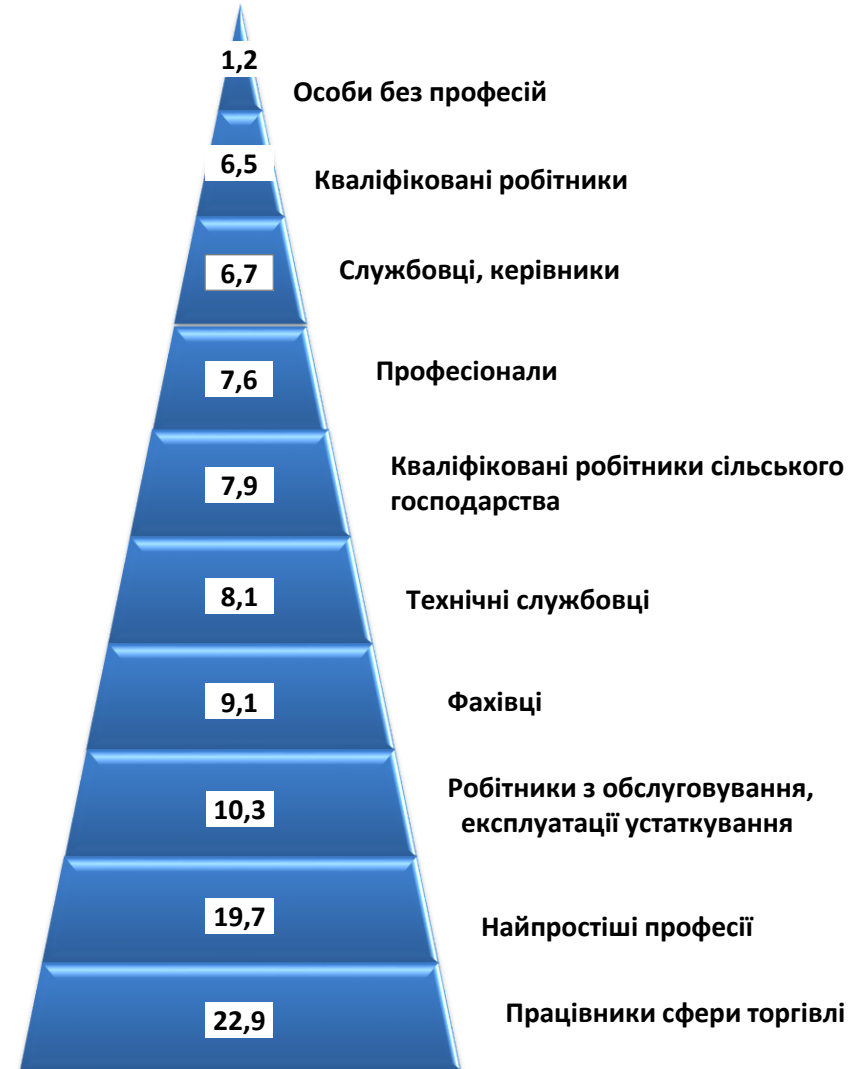 1,2
Особи без професій
6,5
Кваліфіковані робітники
6,7
Службовці, керівники
7,6
Професіонали
7,9
Кваліфіковані робітники сільського
господарства
8,1
Технічні службовці
9,1
Фахівці
10,3
Робітники з обслуговування,
експлуатації устаткування
19,7
Найпростіші професії
22,9
Працівники сфери торгівлі